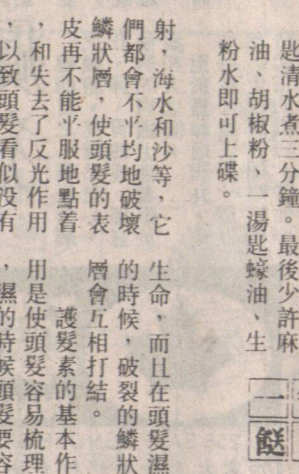 匙清水煮三分鐘。最後少許麻
油、胡椒粉、一湯匙蠔油、生
粉水即可上碟。
射，海水和沙等，它
們都會不平均地破壞
鱗狀層，使頭髮的表
皮再不能平服地點着
，和失去了反光作用
，以致頭髮看似沒有
生命，而且在頭髮濕
的時候，破裂的鱗狀
層會互相打結。
護髮素的基本作
用是使頭髮容易梳理
，濕的時候頭髮要容
一